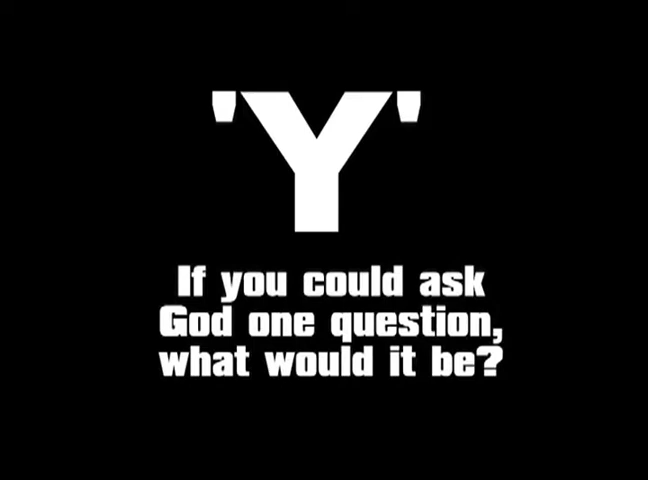 'Y'
If you could ask
God one question,
what would it be?